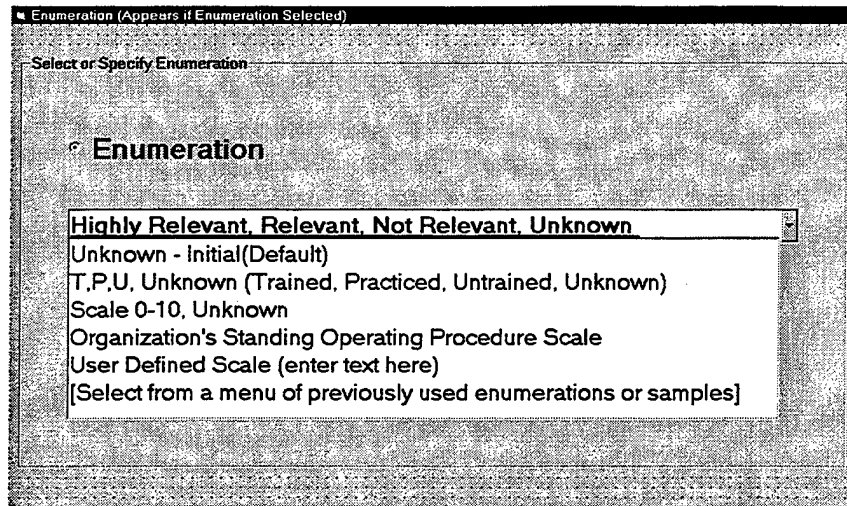 Enumeration (Appears if Enumeration Selected)
Select or Specify Enumeration
Enumeration
Highly Relevant, Relevant, Not Relevant, Unknown
Unknown - Initial(Default)
T,P,U, Unknown (Trained, Practiced, Untrained, Unknown)
Scale 0-10, Unknown
Organization's Standing Operating Procedure Scale
User Defined Scale (enter text here)
[Select from a menu of previously used enumerations or samples]